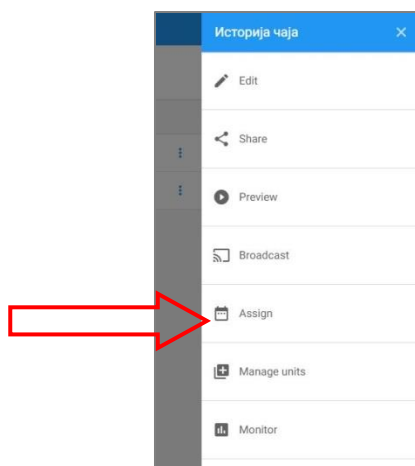 Историја чаја
Edit
Share
Preview
Broadcast
Assign
Manage units
Monitor